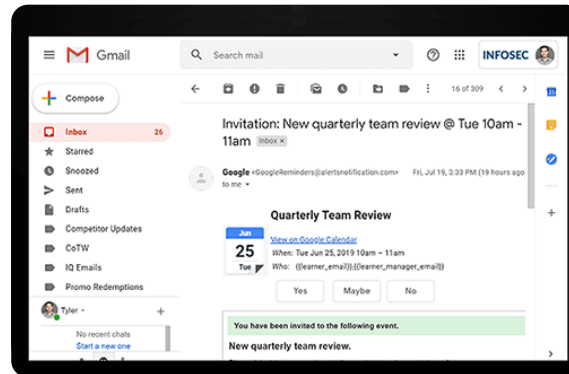 Gmail
Search mail
INFOSEC
Compose
16 of 309
Inbox 26
Starred
Snoozed
Sent
Drafts
Competitor Updates
CoTW
IQ Emails
Promo Redemptions
Tyler
No recent chats
Start a new one
Invitation: New quarterly team review @ Tue 10am -
11am Inbox x
Google <GoogleReminders@alertsnotification.com> Fri, Jul 19, 3:33 PM (19 hours ago
to me
Quarterly Team Review
Jun
25
Tue
View on Google Calendar
When: Tue Jun 25, 2019 10am – 11am
Who: {{learner_email}};{{learner_manager_email}}
Yes Maybe No
You have been invited to the following event.
New quarterly team review.